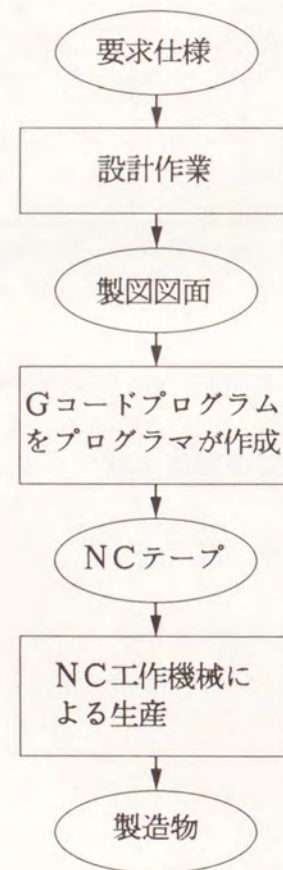 要求仕様
設計作業
製図図面
Gコードプログラム
をプログラマが作成
NCテープ
NC工作機械に
よる生産
製造物